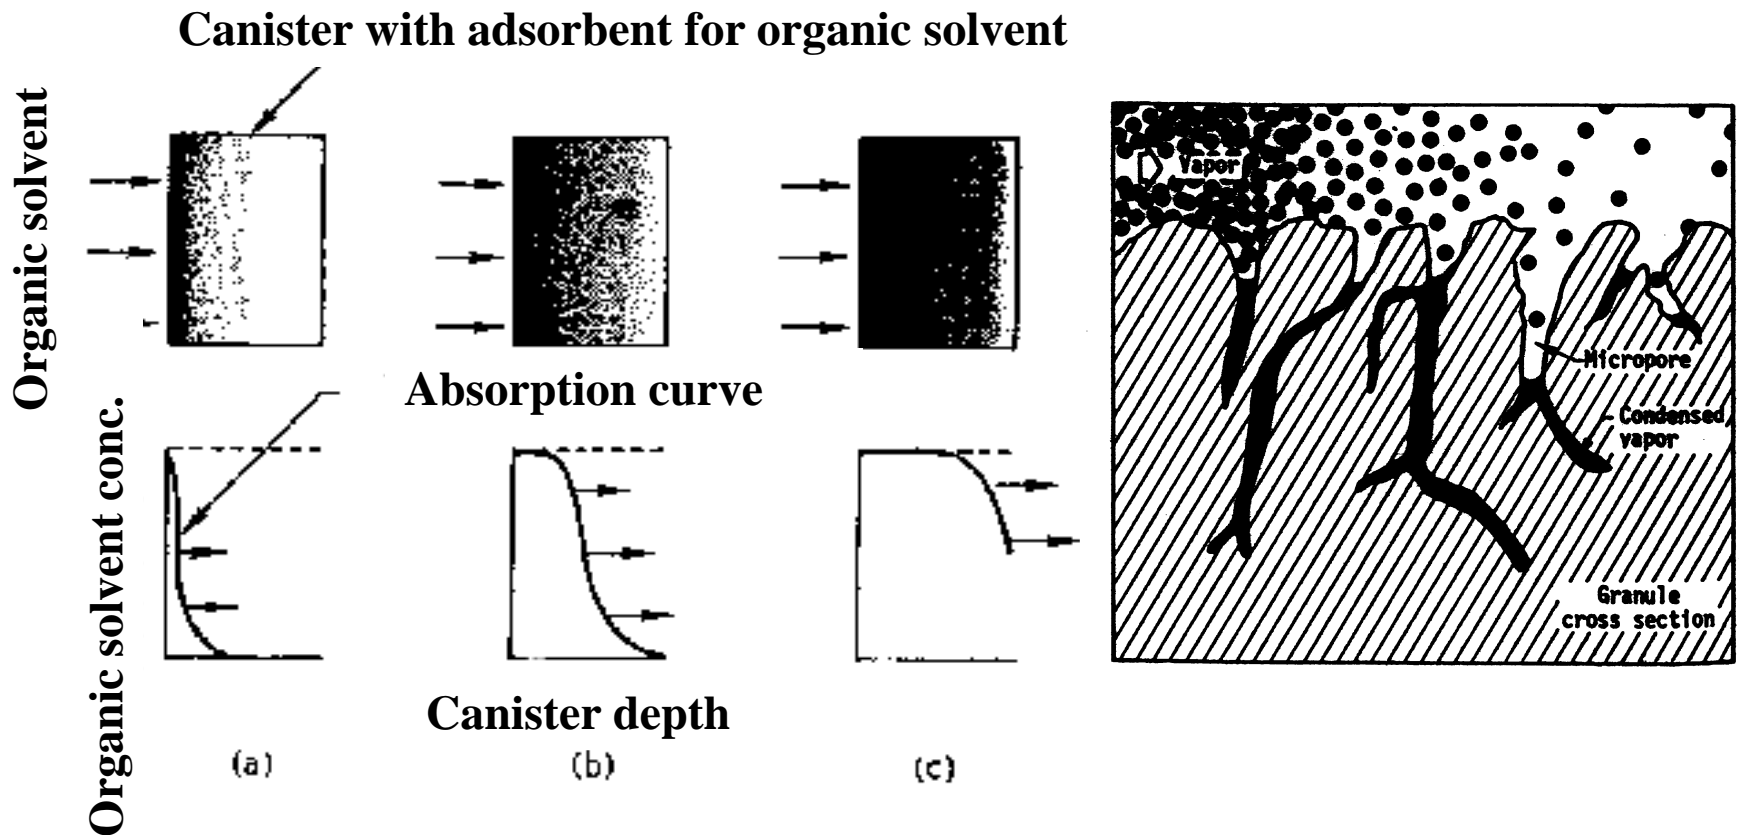 Canister with adsorbent for organic solvent
Organic solvent
Absorption curve
Organic solvent conc.
Canister depth
(a)
(b)
(c)
Vapor
Micropore
Condensed
vapor
Granule
cross section